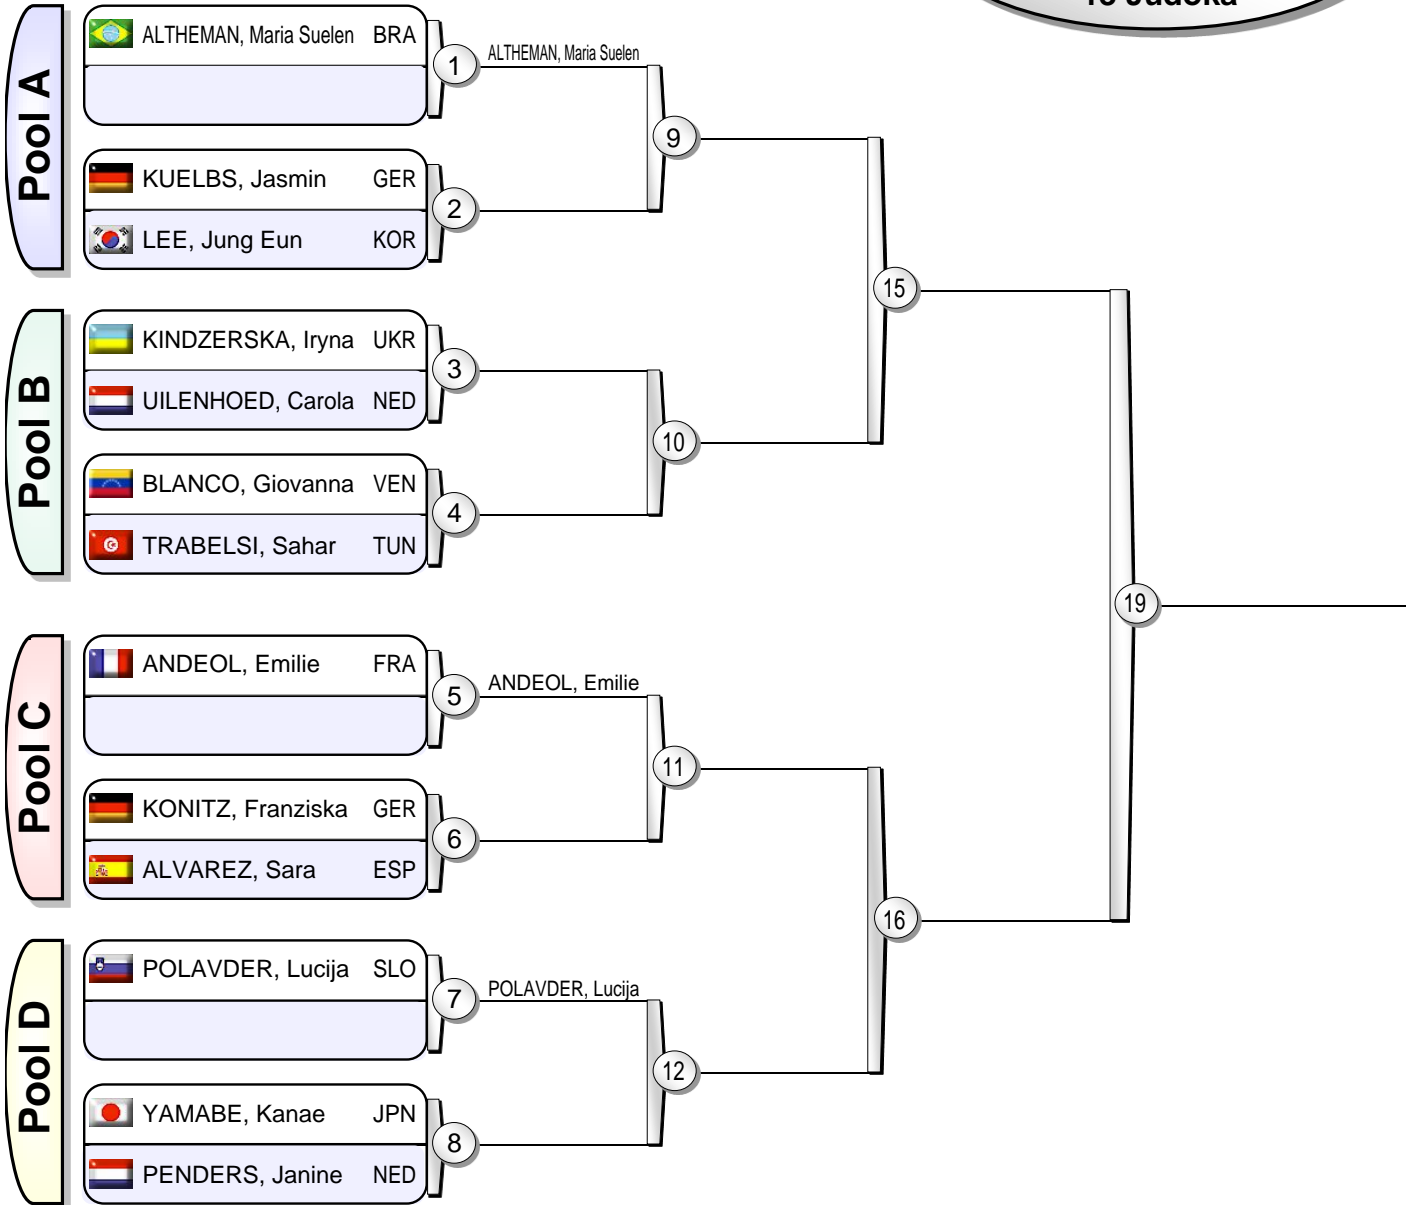 Pool A
ALTHEMAN, Maria Suelen BRA
1
ALTHEMAN, Maria Suelen
KUELBS, Jasmin GER
2
LEE, Jung Eun KOR
9
Pool B
KINDZERSKA, Iryna UKR
3
UILENHOED, Carola NED
BLANCO, Giovanna VEN
4
TRABELSI, Sahar TUN
10
15
Pool C
ANDEOL, Emilie FRA
5
ANDEOL, Emilie
KONITZ, Franziska GER
6
ALVAREZ, Sara ESP
11
Pool D
POLAVDER, Lucija SLO
7
POLAVDER, Lucija
YAMABE, Kanae JPN
8
PENDERS, Janine NED
12
16
19